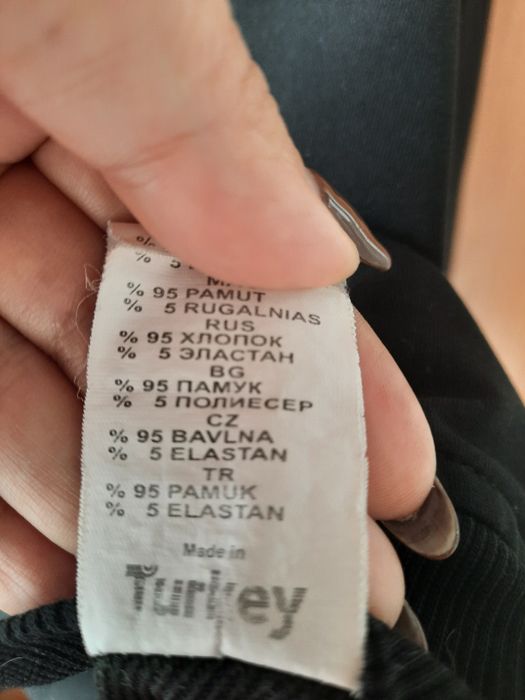 %
% 5
% 95 PAMUT
% 5 RUGALNIAS
RUS
% 95 ХЛОПОК
% 5 ЭЛАСТАН
BG
% 95 ПАМУК
% 5 ПОЛИЕСЕР
CZ
% 95 BAVLNA
% 5 ELASTAN
TR
% 95 PAMUK
% 5 ELASTAN
Made in
Turkey